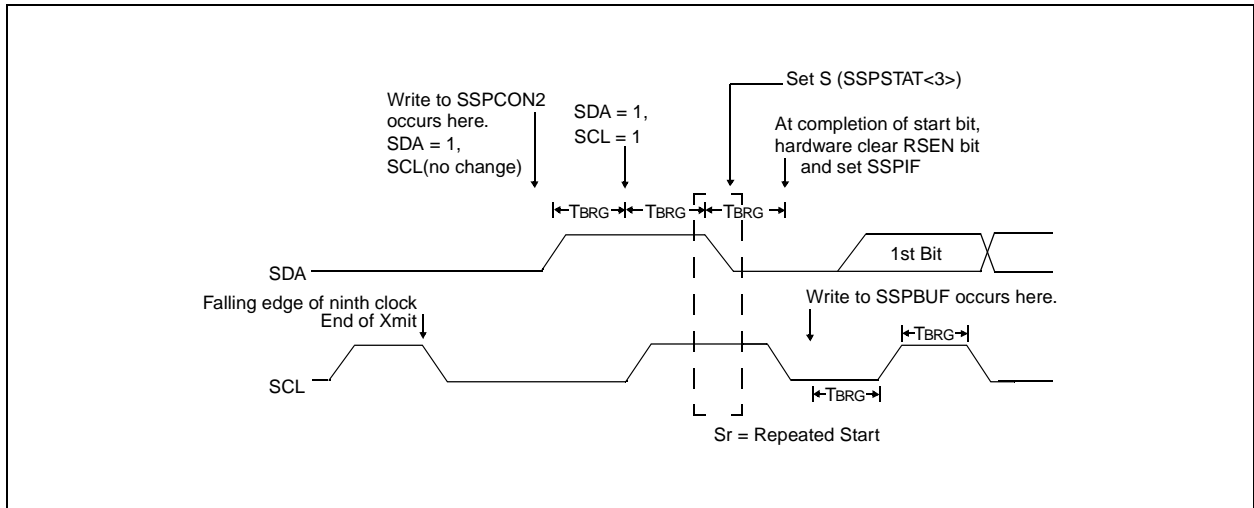 Set S (SSPSTAT<3>)
Write to SSPCON2
occurs here.
SDA = 1,
SCL(no change)
SDA = 1,
SCL = 1
At completion of start bit,
hardware clear RSEN bit
and set SSPIF
TBRG
TBRG
TBRG
SDA
1st Bit
Falling edge of ninth clock
End of Xmit
Write to SSPBUF occurs here.
TBRG
SCL
TBRG
Sr = Repeated Start